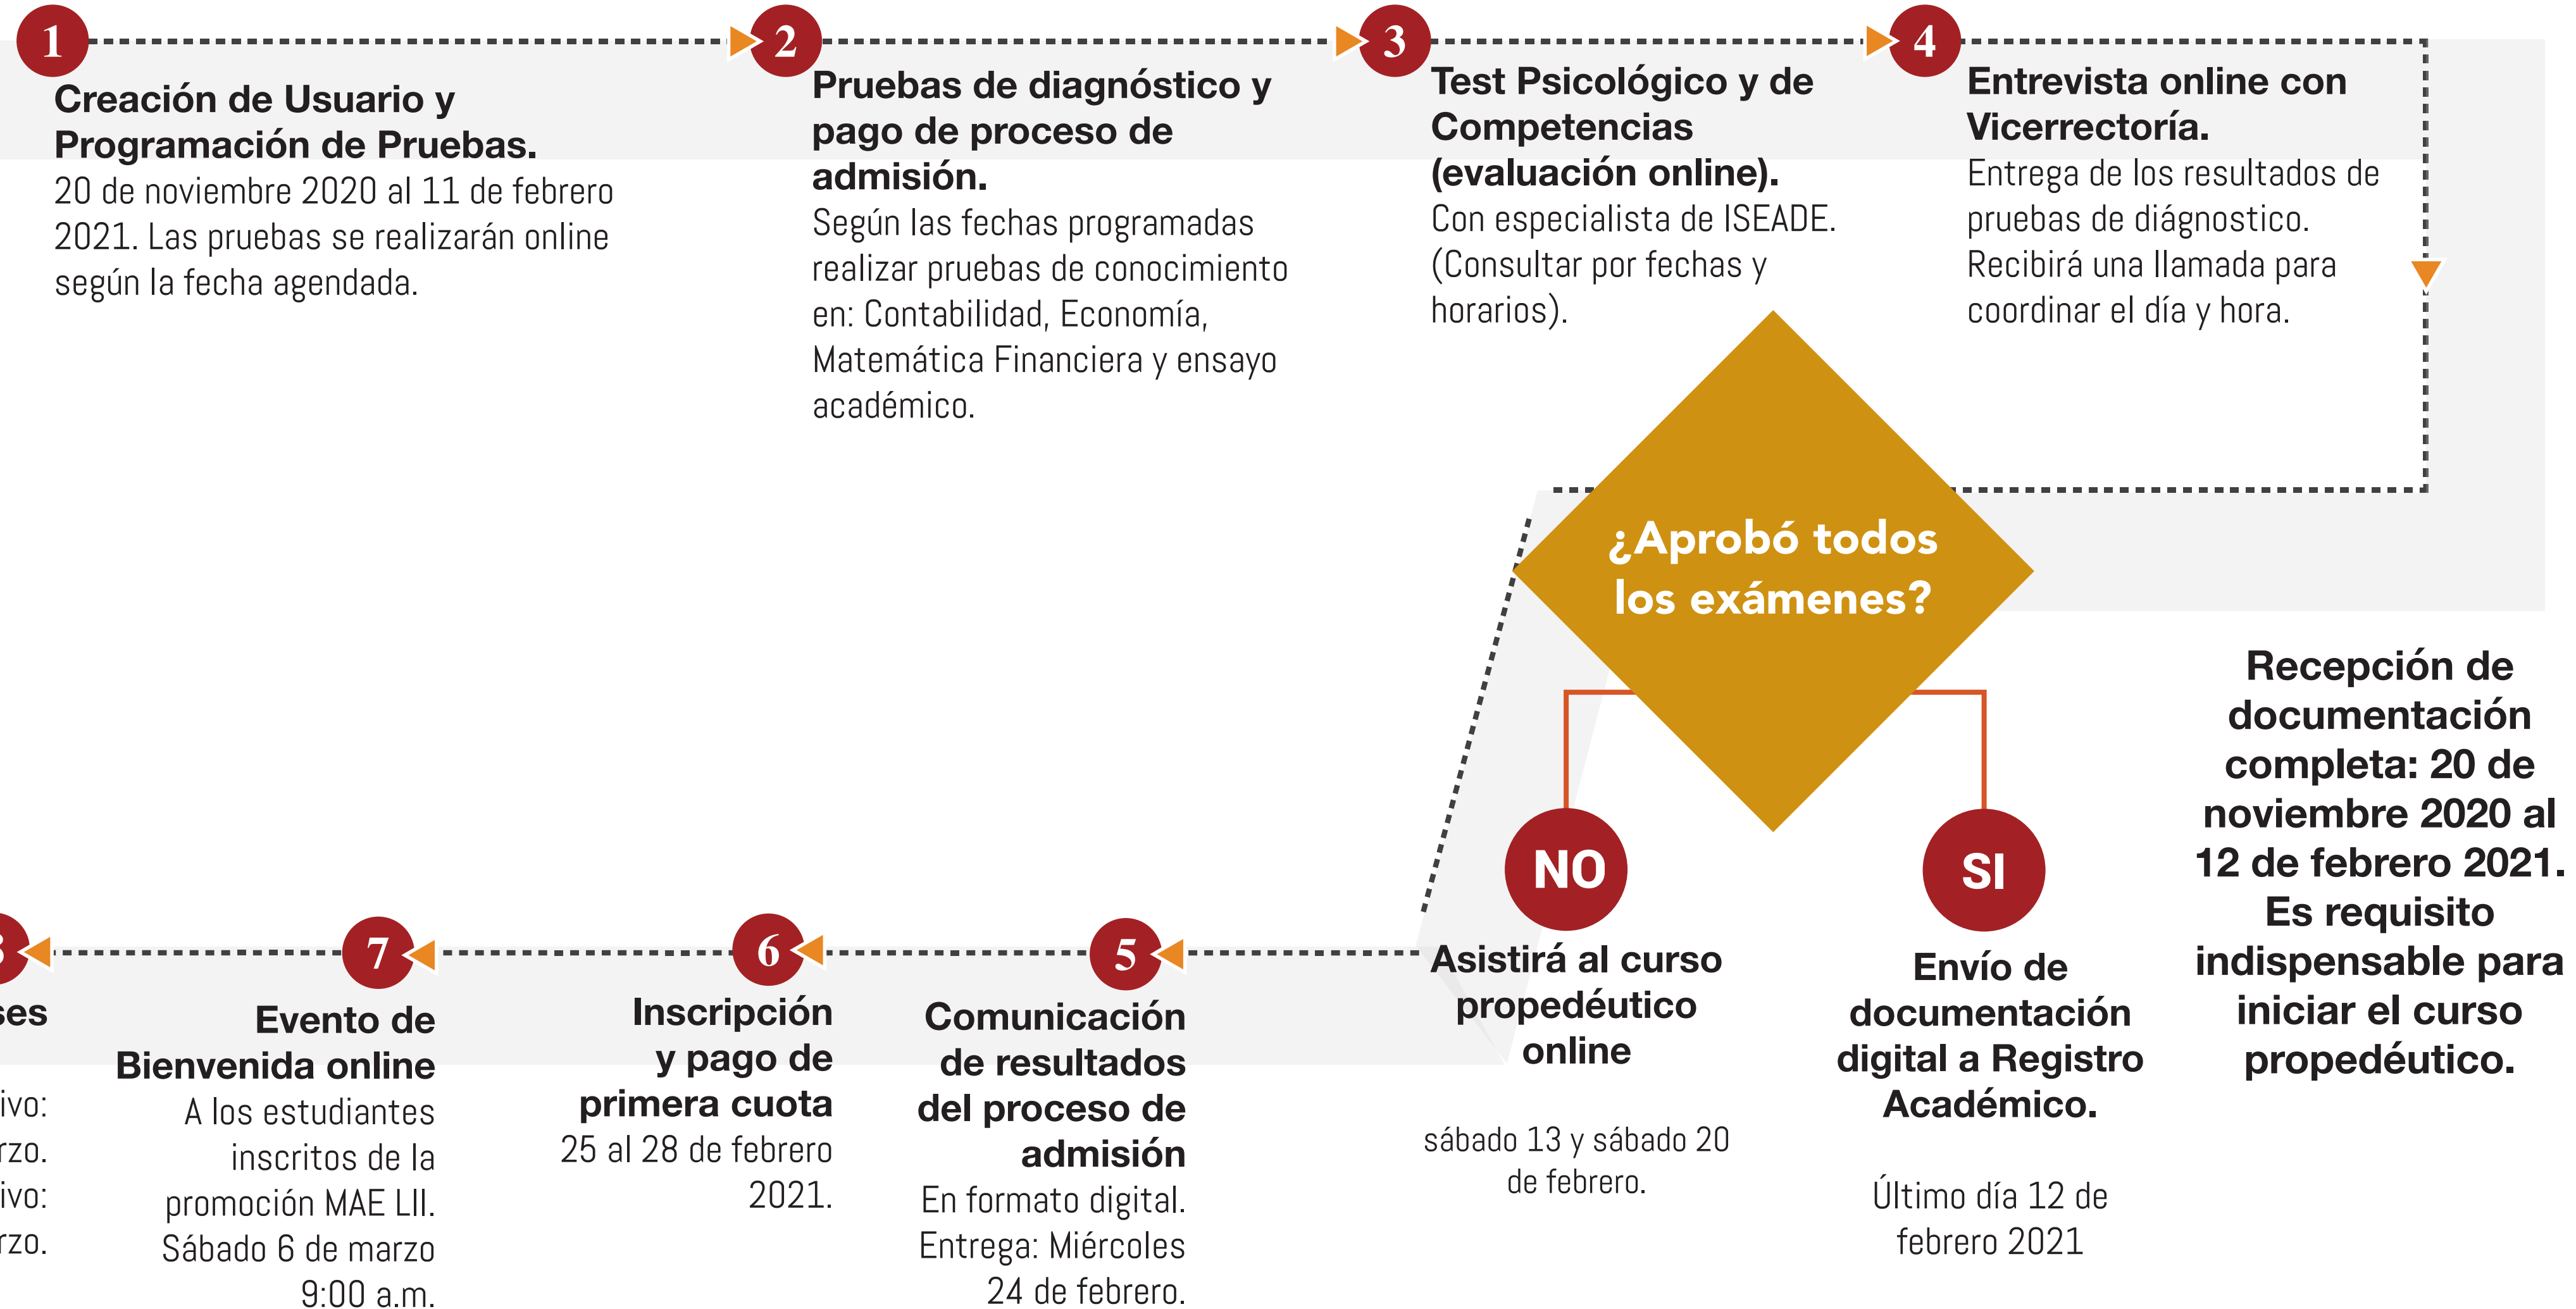 1
Creación de Usuario y
Programación de Pruebas.
20 de noviembre 2020 al 11 de febrero
2021. Las pruebas se realizarán online
según la fecha agendada.
2
Pruebas de diagnóstico y
pago de proceso de
admisión.
Según las fechas programadas
realizar pruebas de conocimiento
en: Contabilidad, Economía,
Matemática Financiera y ensayo
académico.
3
Test Psicológico y de
Competencias
(evaluación online).
Con especialista de ISEADE.
(Consultar por fechas y
horarios).
4
Entrevista online con
Vicerrectoría.
Entrega de los resultados de
pruebas de diágnostico.
Recibirá una llamada para
coordinar el día y hora.
¿Aprobó todos
los exámenes?
NO
Asistirá al curso
propedéutico
online
sábado 13 y sábado 20
de febrero.
SI
Envío de
documentación
digital a Registro
Académico.
Último día 12 de
febrero 2021
Recepción de
documentación
completa: 20 de
noviembre 2020 al
12 de febrero 2021.
Es requisito
indispensable para
iniciar el curso
propedéutico.
5
Comunicación
de resultados
del proceso de
admisión
En formato digital.
Entrega: Miércoles
24 de febrero.
6
Inscripción
y pago de
primera cuota
25 al 28 de febrero
2021.
7
Evento de
Bienvenida online
A los estudiantes
inscritos de la
promoción MAE LII.
Sábado 6 de marzo
9:00 a.m.
ses
ivo:
rzo.
ivo:
rzo.